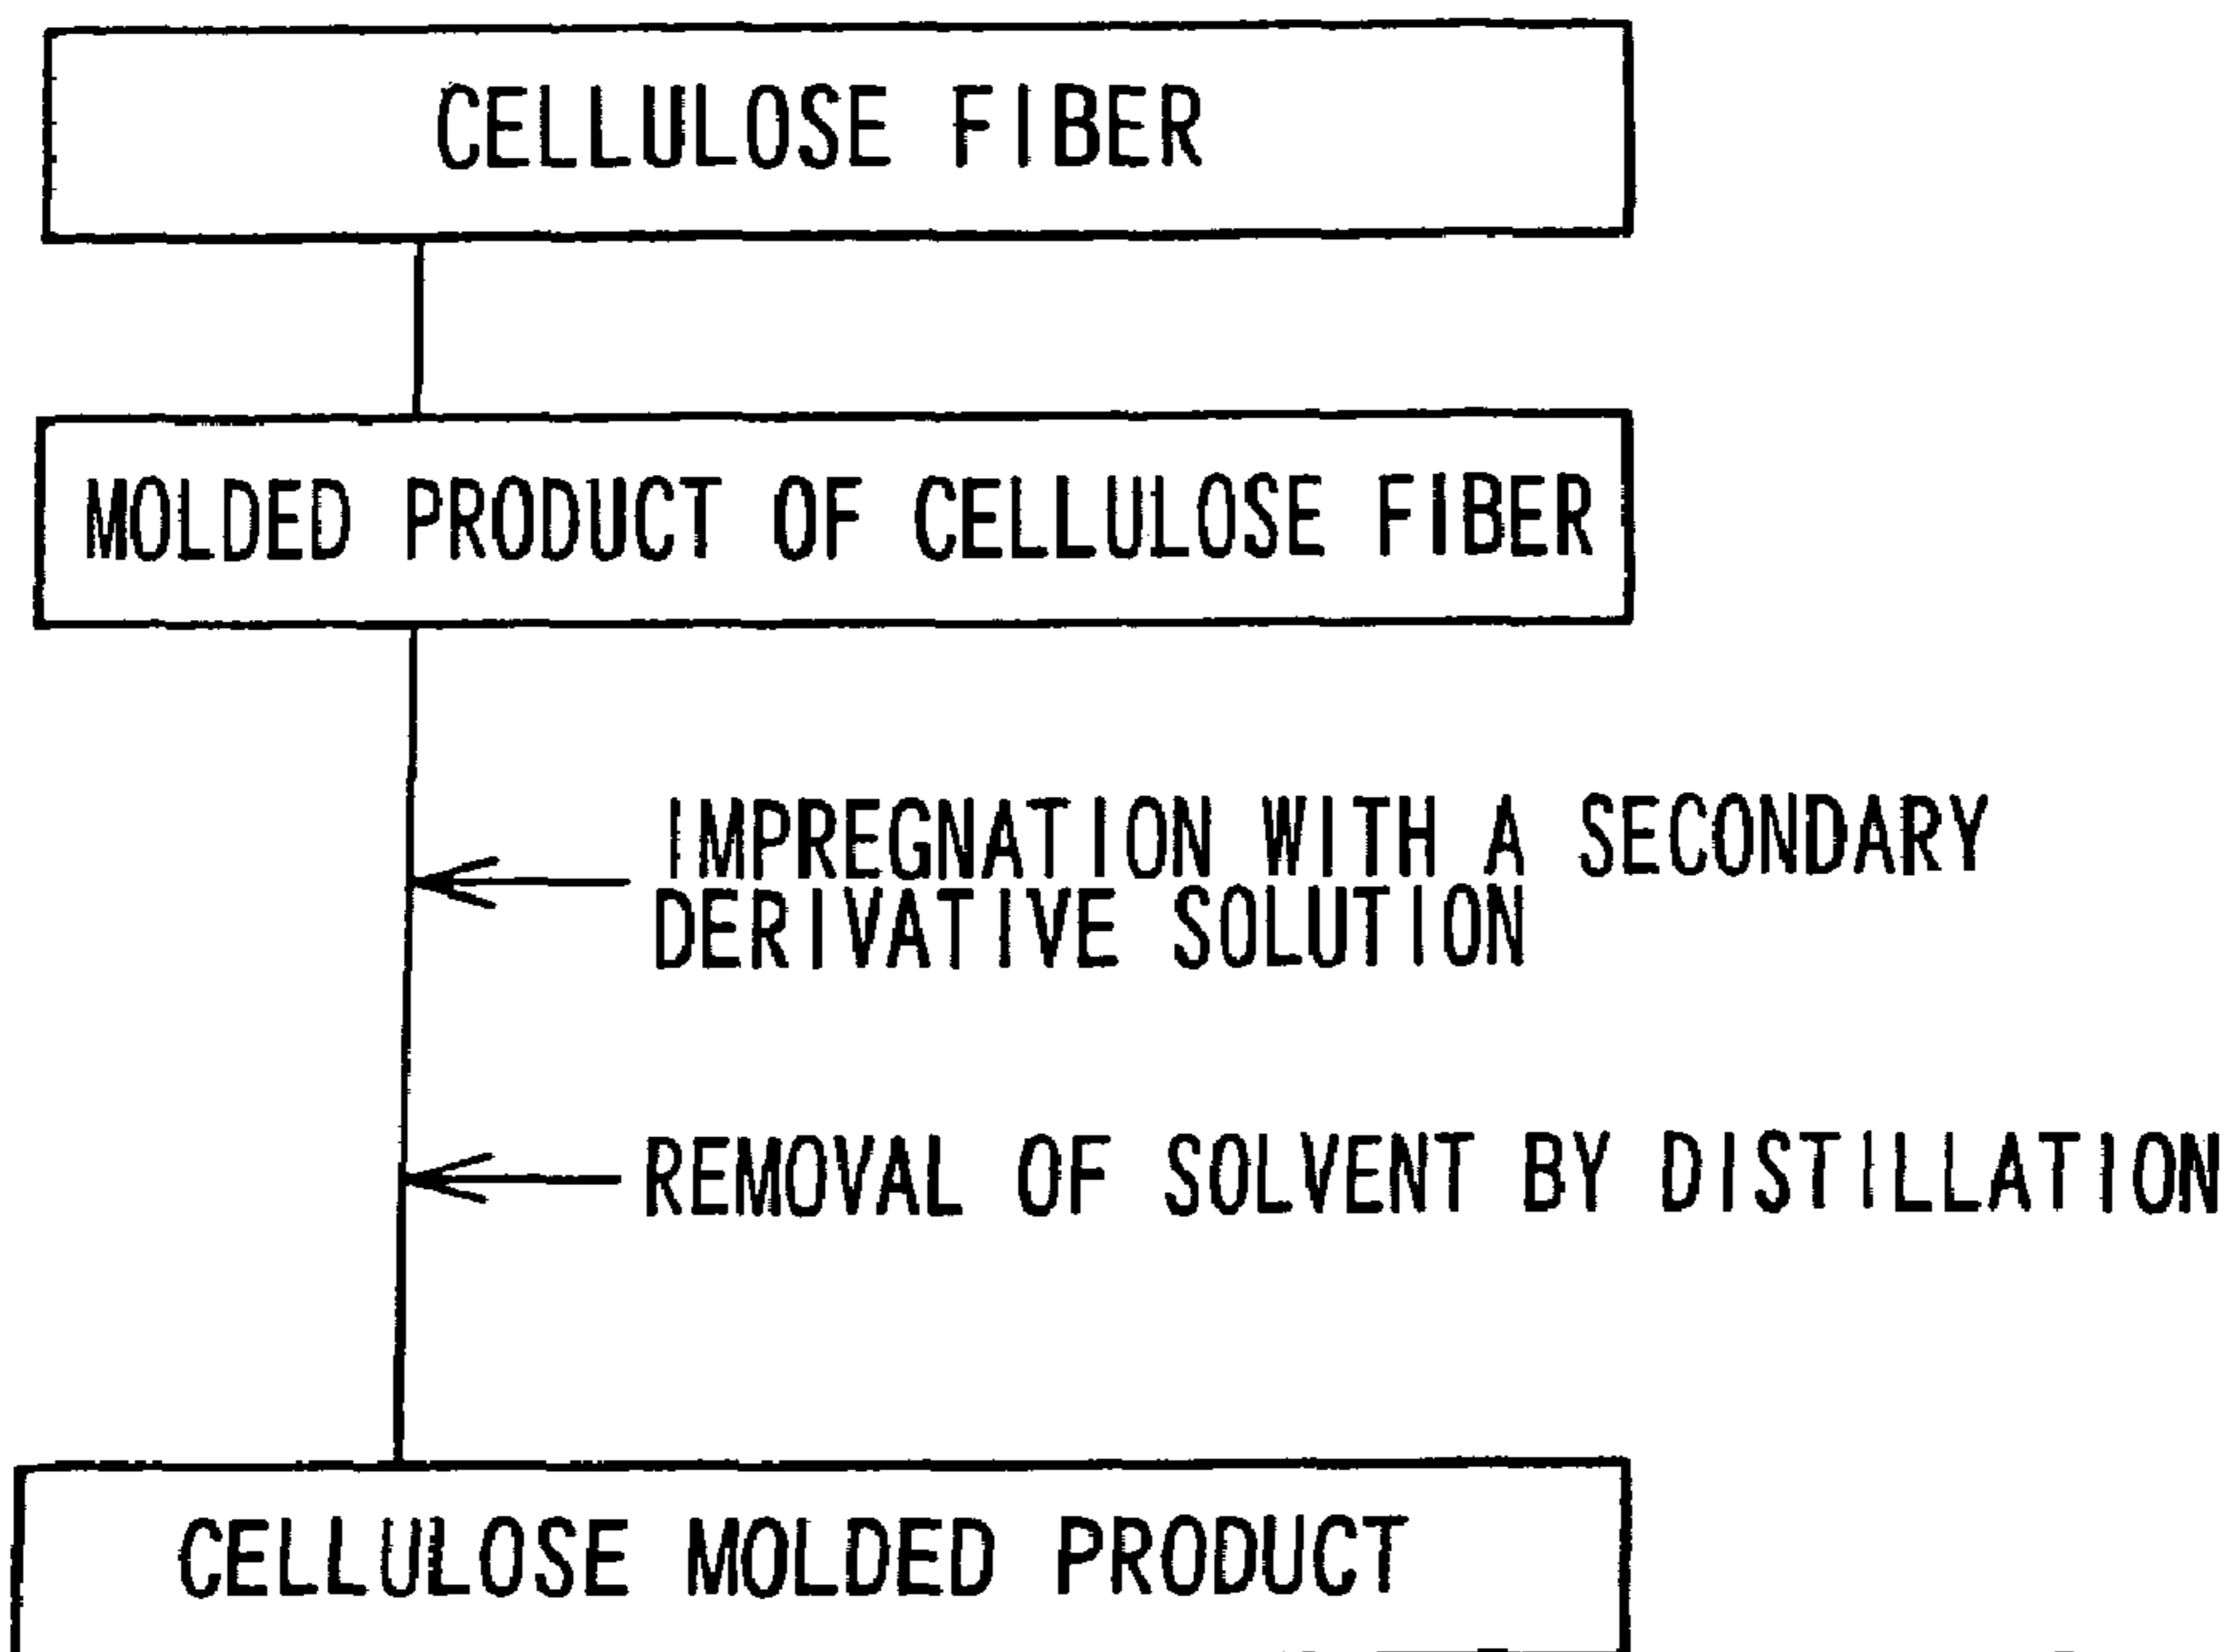 CELLULOSE FIBER
MOLDED PRODUCT OF CELLULOSE FIBER
IMPREGNATION WITH A SECONDARY
DERIVATIVE SOLUTION
REMOVAL OF SOLVENT BY DISTILLATION
CELLULOSE MOLDED PRODUCT